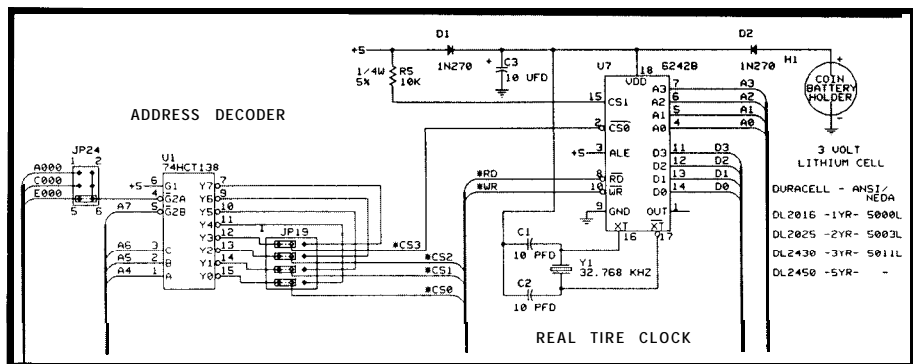 D1
D2
+5
1N270
1N270
H1
1/4W
5%
R5
10K
C3
10 UFD
U7
6242B
18
VDD
COIN
BATTERY
HOLDER
3 VOLT
LITHIUM CELL
DURACELL - ANSI/
NEDA
DL2016 -1YR- 5000L
DL2025 -2YR- 5003L
DL2430 -3YR- 5011L
DL2450 -5YR- -
15 CS1
2 CS0
+5 3 ALE
*RD 8 RD
*WR 10 WR
9 GND
A3 7 A3
A2 6 A2
A1 5 A1
A0 4 A0
D3 11 D3
D2 12 D2
D1 13 D1
D0 14 D0
OUT 1
XT XT
16 17
C1
10 PFD
Y1
32.768 KHZ
C2
10 PFD
REAL TIRE CLOCK
ADDRESS DECODER
JP24
1 2
A000
C000
E000
5 6
U1
74HCT138
+5 6 G1
4 G2A
A7 5 G2B
A6 3 C
A5 2 B
A4 1 A
Y7 7
Y6 9
Y5 10
Y4 11
Y3 12
Y2 13
Y1 14
Y0 15
1
JP19
*CS3
*CS2
*CS1
*CS0